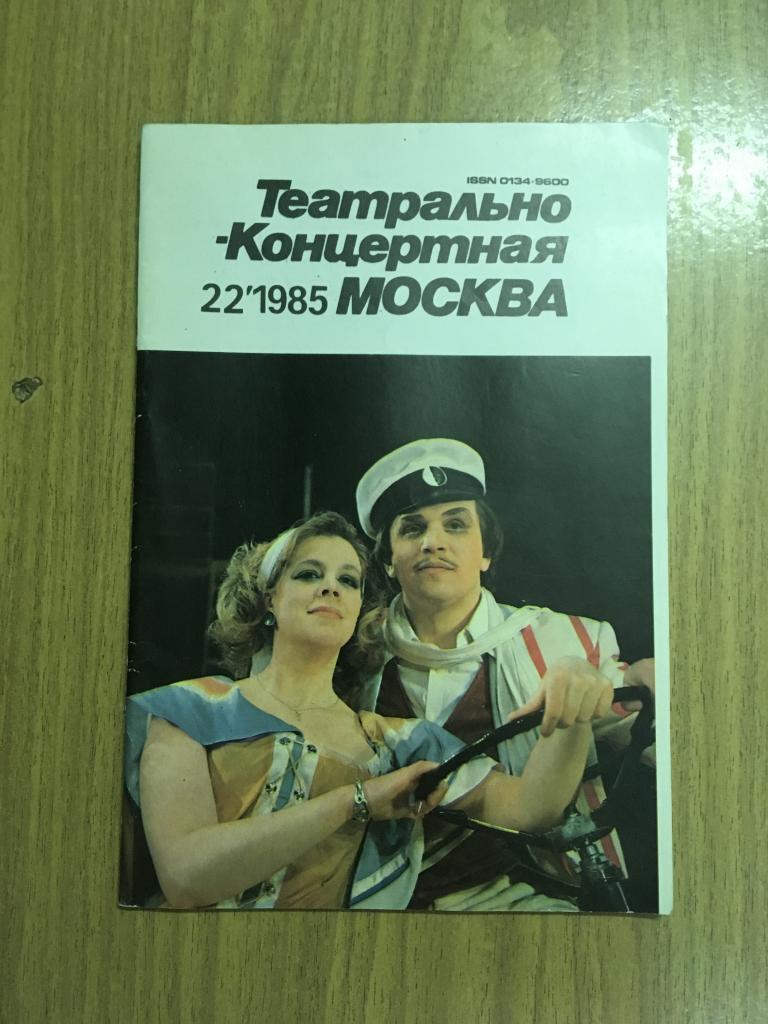 ISSN 0134-9600
Театрально
-Концертная
22'1985 МОСКВА